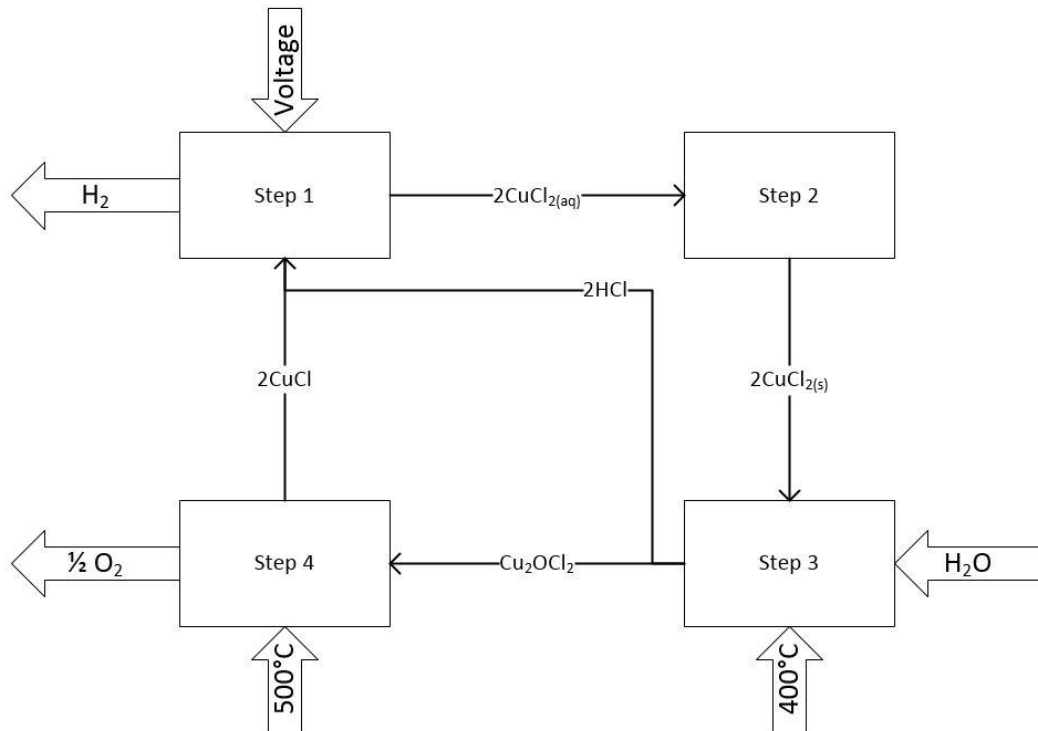 Voltage
H₂
Step 1
2CuCl₂₍aq₎
Step 2
2HCl
2CuCl
2CuCl₂₍s₎
½ O₂
Step 4
Cu₂OCl₂
Step 3
H₂O
500°C
400°C